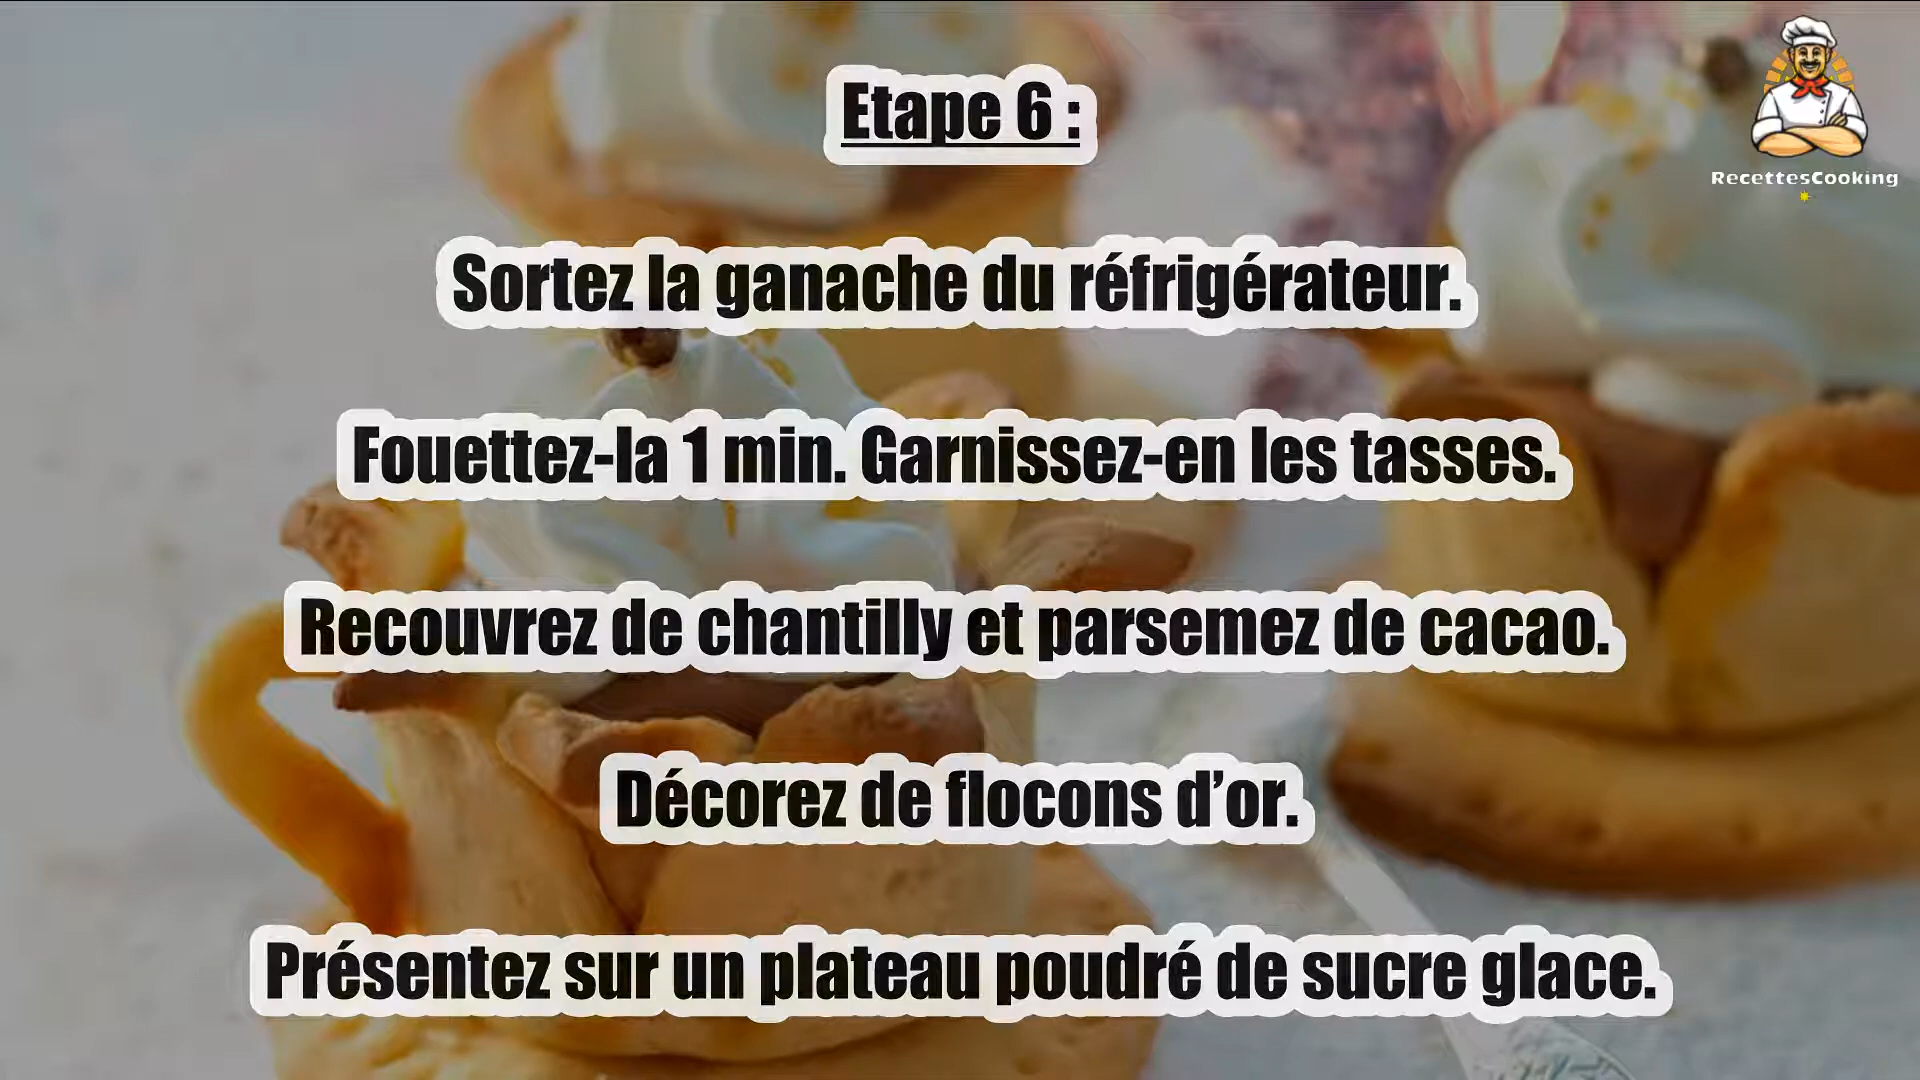 Etape 6 :
RecettesCooking
Sortez la ganache du réfrigérateur.
Fouettez-la 1 min. Garnissez-en les tasses.
Recouvrez de chantilly et parsemez de cacao.
Décorez de flocons d’or.
Présentez sur un plateau poudré de sucre glace.